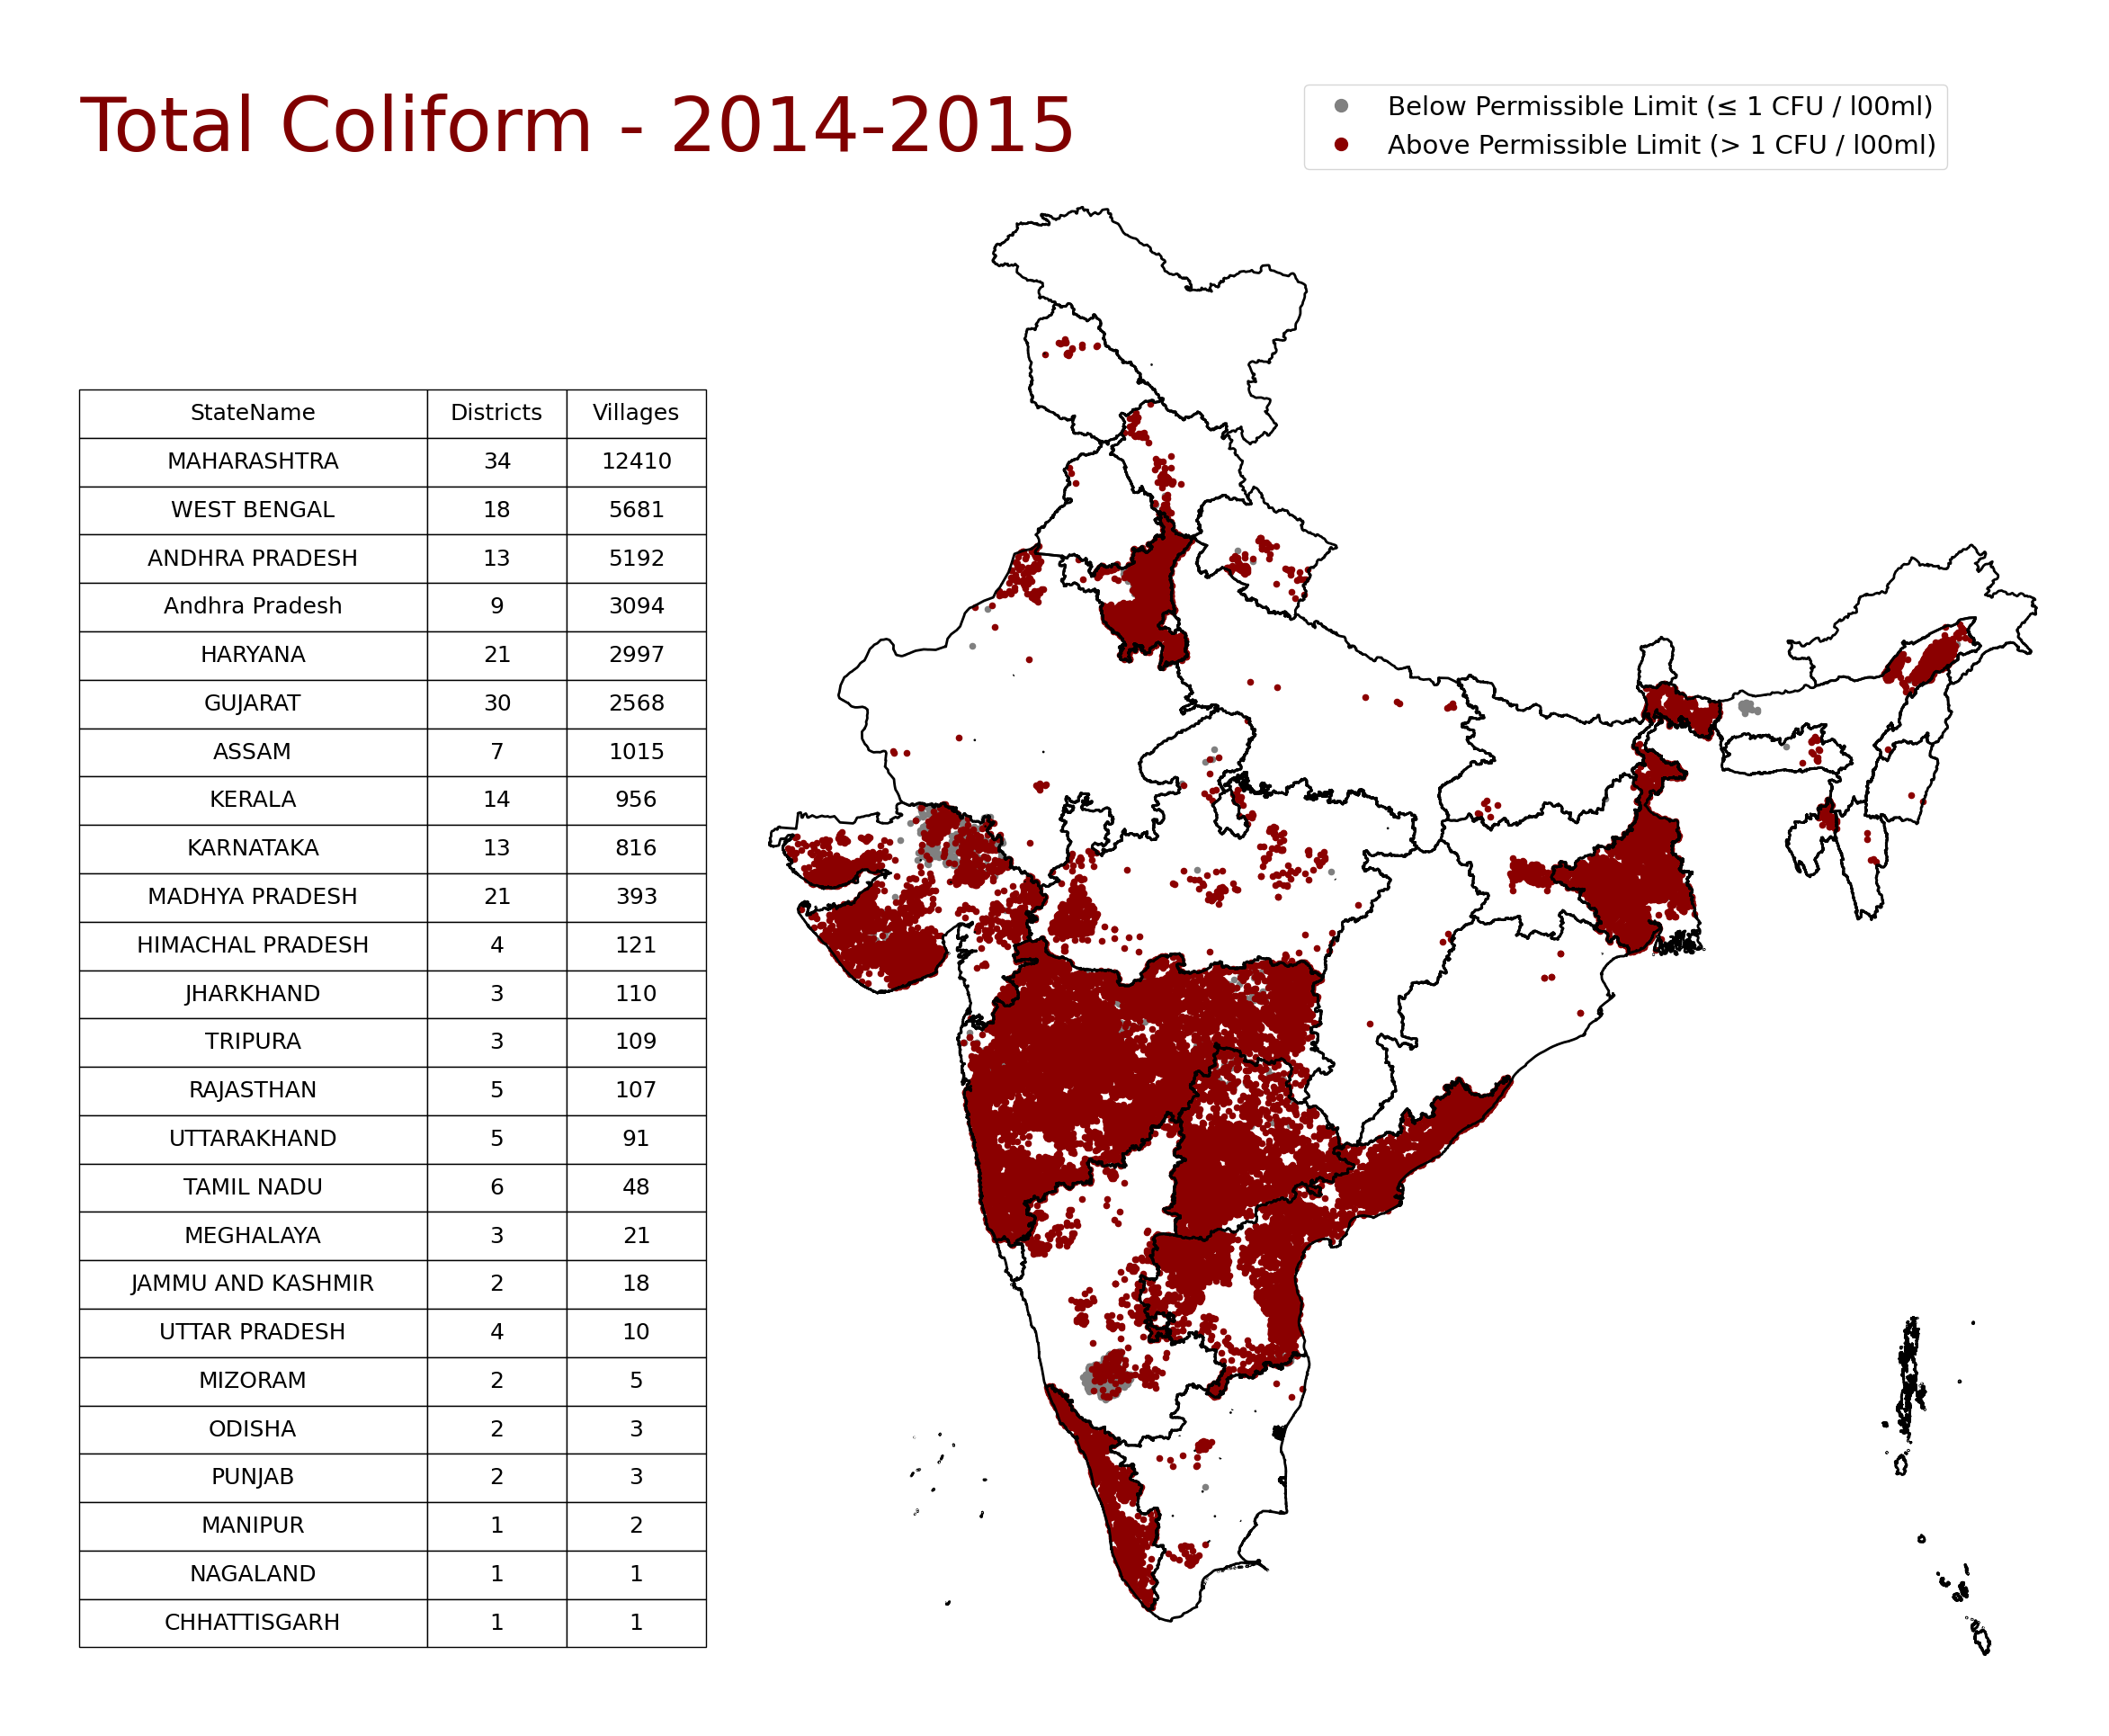 Total Coliform - 2014-2015
Below Permissible Limit (≤ 1 CFU / l00ml)
Above Permissible Limit (> 1 CFU / l00ml)
StateName Districts Villages
MAHARASHTRA 34 12410
WEST BENGAL 18 5681
ANDHRA PRADESH 13 5192
Andhra Pradesh 9 3094
HARYANA 21 2997
GUJARAT 30 2568
ASSAM 7 1015
KERALA 14 956
KARNATAKA 13 816
MADHYA PRADESH 21 393
HIMACHAL PRADESH 4 121
JHARKHAND 3 110
TRIPURA 3 109
RAJASTHAN 5 107
UTTARAKHAND 5 91
TAMIL NADU 6 48
MEGHALAYA 3 21
JAMMU AND KASHMIR 2 18
UTTAR PRADESH 4 10
MIZORAM 2 5
ODISHA 2 3
PUNJAB 2 3
MANIPUR 1 2
NAGALAND 1 1
CHHATTISGARH 1 1